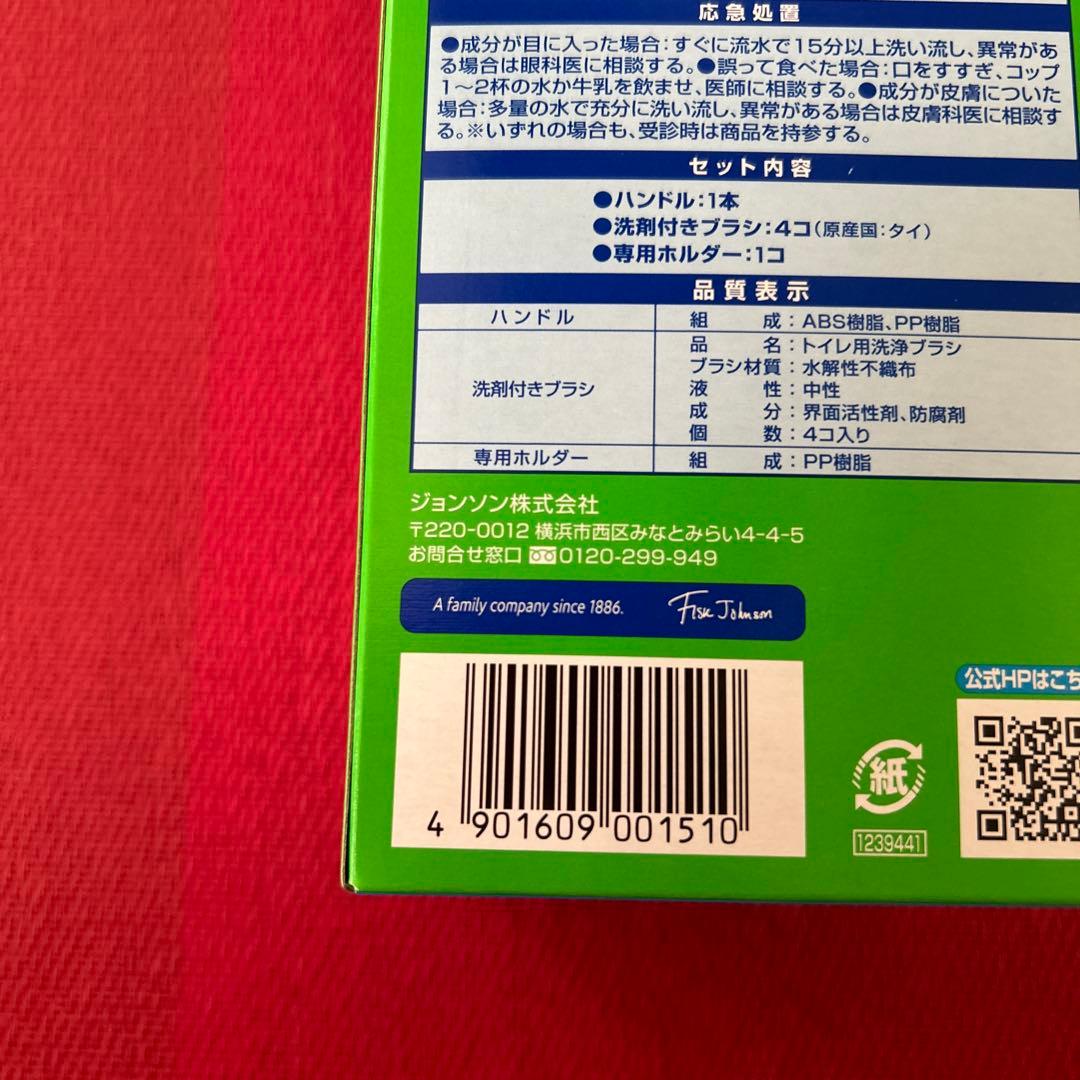 応急処置
●成分が目に入った場合:すぐに流水で15分以上洗い流し、異常があ
る場合は眼科医に相談する。●誤って食べた場合:口をすすぎ、コップ
1〜2杯の水か牛乳を飲ませ、医師に相談する。●成分が皮膚についた
場合:多量の水で充分に洗い流し、異常がある場合は皮膚科医に相談す
る。※いずれの場合も、受診時は商品を持参する。
セット内容
●ハンドル:1本
●洗剤付きブラシ:4コ(原産国:タイ)
●専用ホルダー:1コ
品質表示
ハンドル 組成:ABS樹脂、PP樹脂
洗剤付きブラシ 品名:トイレ用洗浄ブラシ
ブラシ材質:水解性不織布
液性:中性
成分:界面活性剤、防腐剤
個数:4コ入り
専用ホルダー 組成:PP樹脂
ジョンソン株式会社
〒220-0012 横浜市西区みなとみらい4-4-5
お問合せ窓口 0120-299-949
A family company since 1886. Fisk Johnson
公式HPはこち
紙
4 901609 001510
1239441